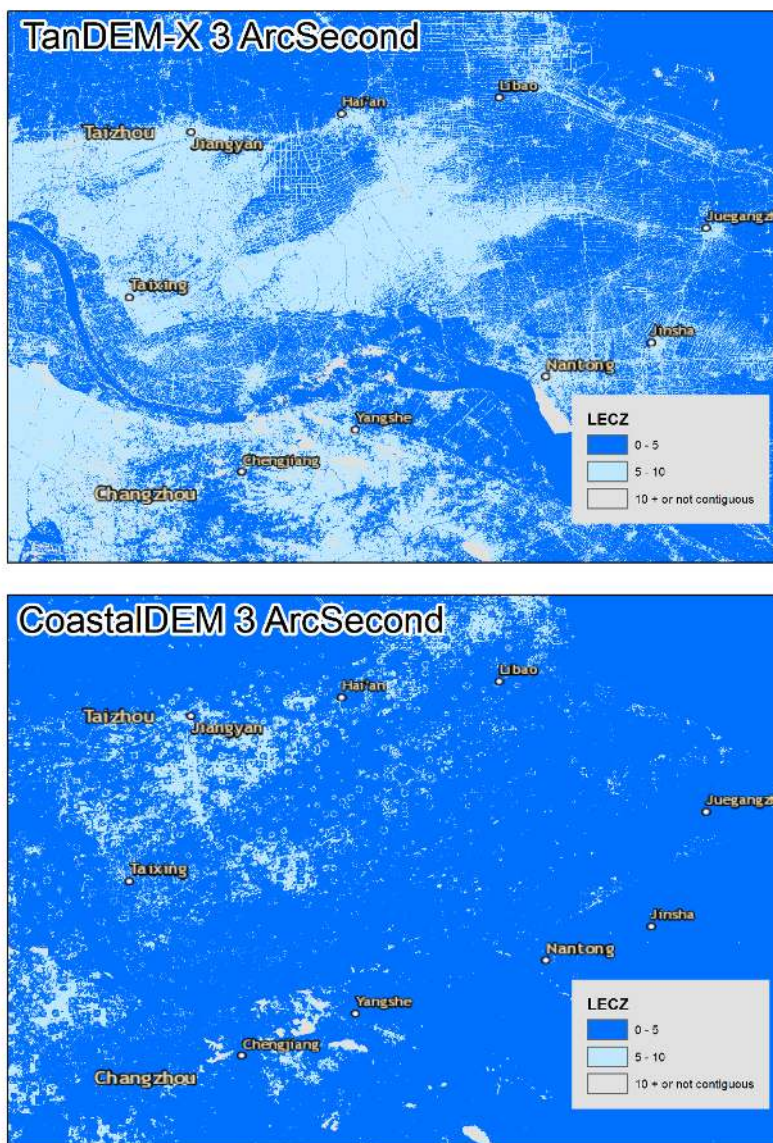 TanDEM-X 3 ArcSecond
Libao
Hai'an
Taizhou
Jiangyan
Juegangz
Taixing
Jinsha
Nantong
Yangshe
Chengjiang
Changzhou
LECZ
0 - 5
5 - 10
10 + or not contiguous
CoastalDEM 3 ArcSecond
Libao
Hai'an
Taizhou
Jiangyan
Juegangz
Taixing
Jinsha
Nantong
Yangshe
Chengjiang
Changzhou
LECZ
0 - 5
5 - 10
10 + or not contiguous